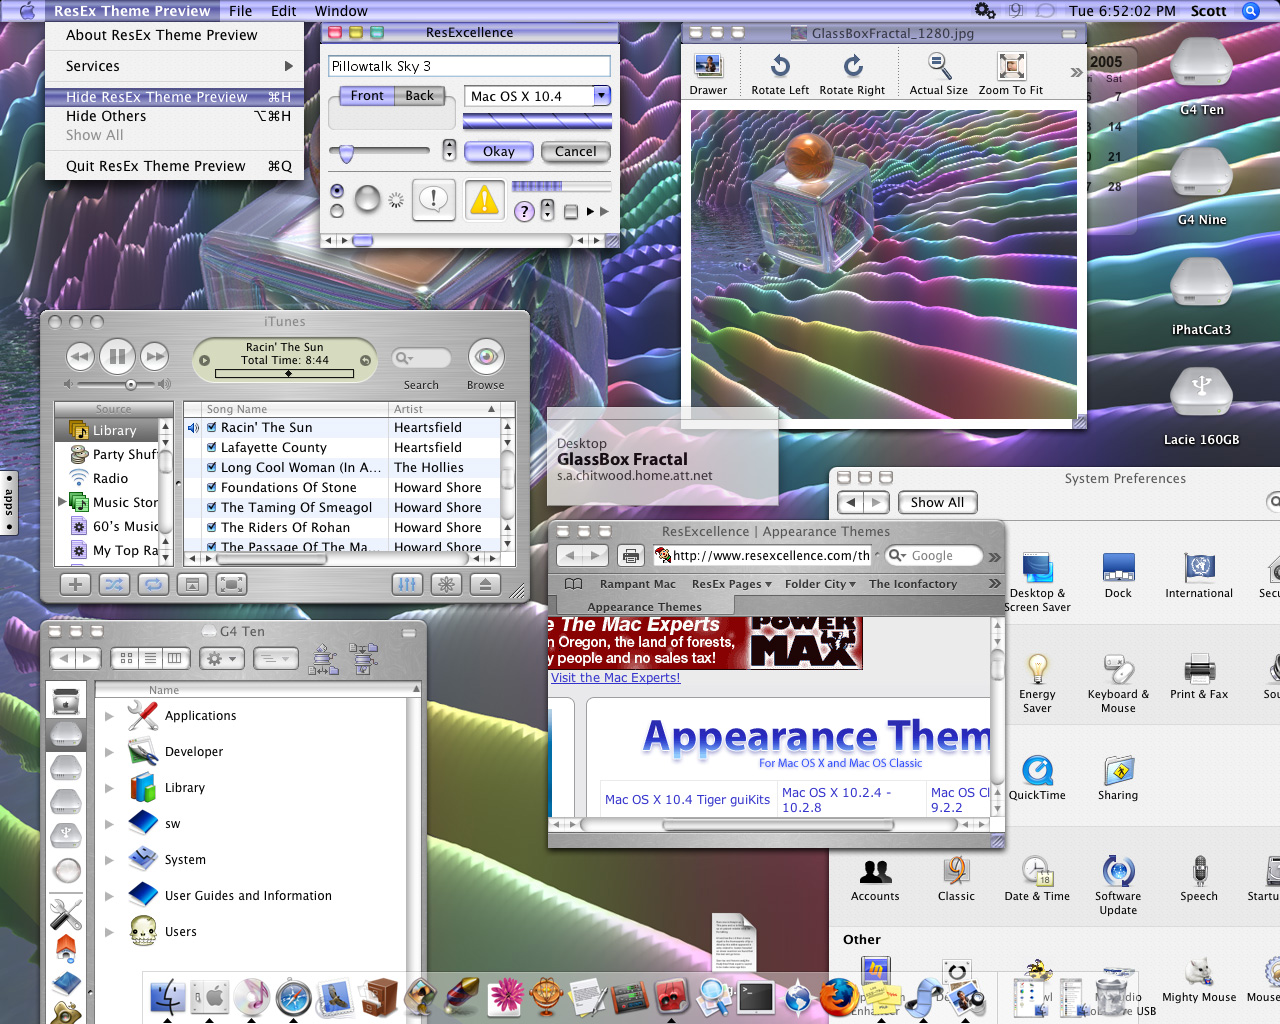 ResEx Theme Preview File Edit Window Tue 6:52:02 PM Scott
About ResEx Theme Preview
Services
Hide ResEx Theme Preview ⌘H
Hide Others ⌥⌘H
Show All
Quit ResEx Theme Preview ⌘Q
ResExcellence
Pillowtalk Sky 3
Front Back
Mac OS X 10.4
Okay Cancel
?
GlassBoxFractal_1280.jpg
Drawer Rotate Left Rotate Right Actual Size Zoom To Fit
2005
Sat
6 7
13 14
20 21
27 28
G4 Ten
G4 Nine
iPhatCat3
Lacie 160GB
iTunes
Racin' The Sun
Total Time: 8:44
Search Browse
Source
Library
Party Shuf
Radio
Music Stor
60's Music
My Top Ra
Song Name Artist
Racin' The Sun Heartsfield
Lafayette County Heartsfield
Long Cool Woman (In A... The Hollies
Foundations Of Stone Howard Shore
The Taming Of Smeagol Howard Shore
The Riders Of Rohan Howard Shore
The Passage Of The Ma... Howard Shore
apps
Desktop
GlassBox Fractal
s.a.chitwood.home.att.net
System Preferences
Show All
Desktop & Screen Saver Dock International Secu
Energy Saver Keyboard & Mouse Print & Fax Sou
QuickTime Sharing
Accounts Classic Date & Time Software Update Speech Startu
Other
Mighty Mouse Mouse
USB
ResExcellence | Appearance Themes
http://www.resexcellence.com/th
Google
Rampant Mac ResEx Pages Folder City The Iconfactory
Appearance Themes
e The Mac Experts
n Oregon, the land of forests,
y people and no sales tax!
POWER
MAX
Visit the Mac Experts!
Appearance Them
For Mac OS X and Mac OS Classic
Mac OS X 10.4 Tiger guiKits
Mac OS X 10.2.4 -
10.2.8
Mac OS Cl
9.2.2
G4 Ten
Name
Applications
Developer
Library
sw
System
User Guides and Information
Users